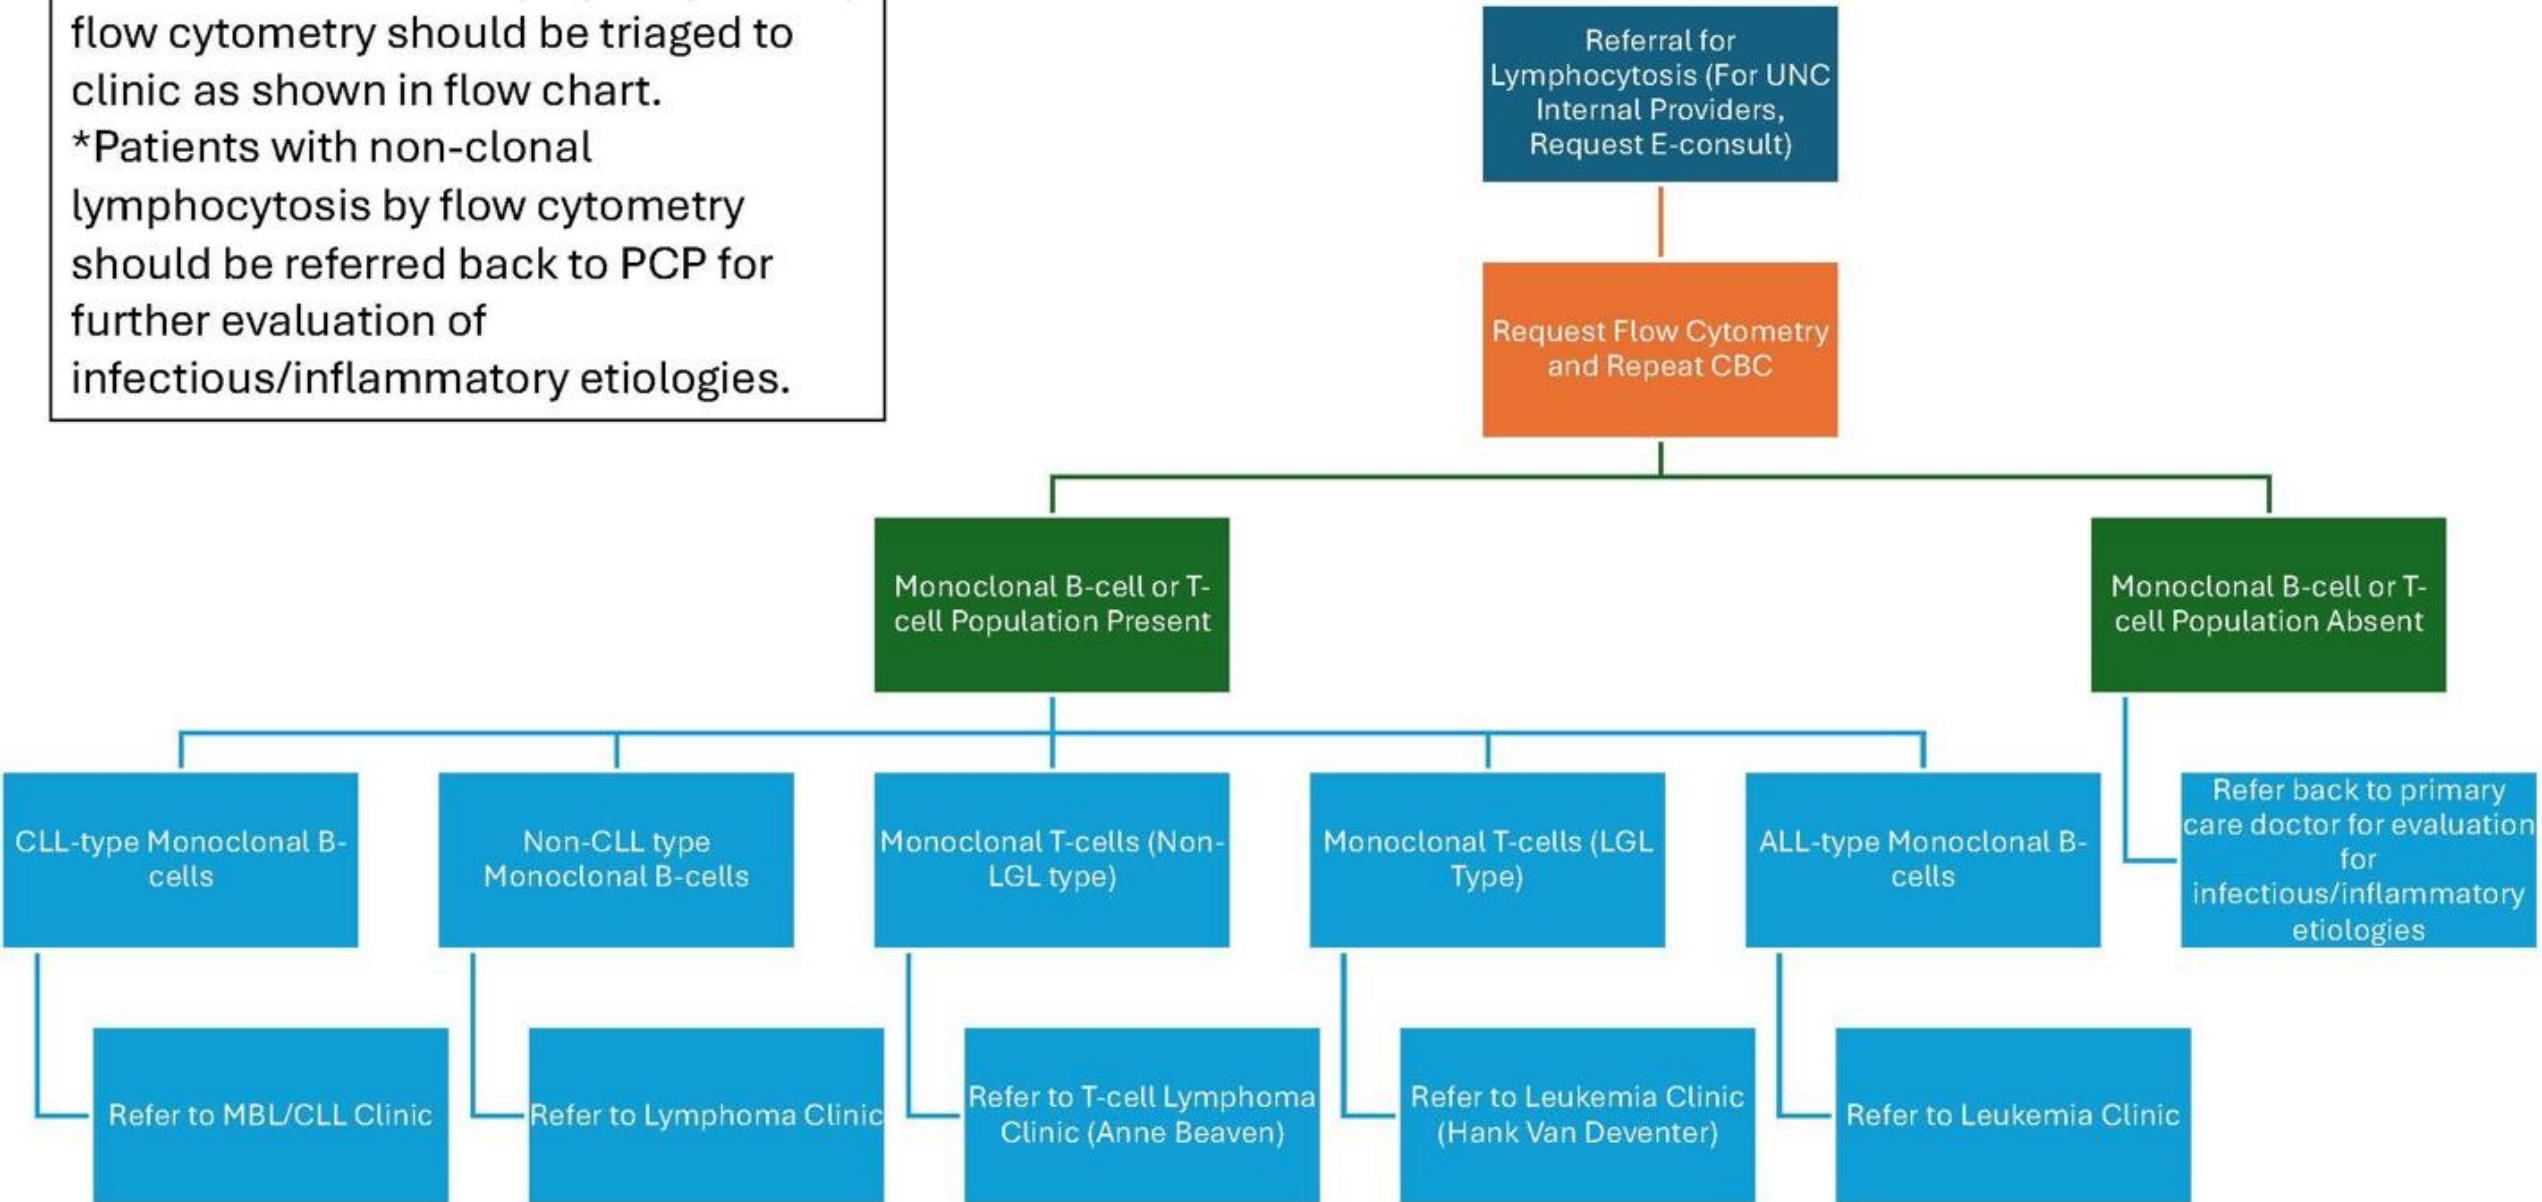 flow cytometry should be triaged to
clinic as shown in flow chart.
*Patients with non-clonal
lymphocytosis by flow cytometry
should be referred back to PCP for
further evaluation of
infectious/inflammatory etiologies.
Referral for
Lymphocytosis (For UNC
Internal Providers,
Request E-consult)
Request Flow Cytometry
and Repeat CBC
Monoclonal B-cell or T-
cell Population Present
Monoclonal B-cell or T-
cell Population Absent
CLL-type Monoclonal B-
cells
Non-CLL type
Monoclonal B-cells
Monoclonal T-cells (Non-
LGL type)
Monoclonal T-cells (LGL
Type)
ALL-type Monoclonal B-
cells
Refer back to primary
care doctor for evaluation
for
infectious/inflammatory
etiologies
Refer to MBL/CLL Clinic
Refer to Lymphoma Clinic
Refer to T-cell Lymphoma
Clinic (Anne Beaven)
Refer to Leukemia Clinic
(Hank Van Deventer)
Refer to Leukemia Clinic